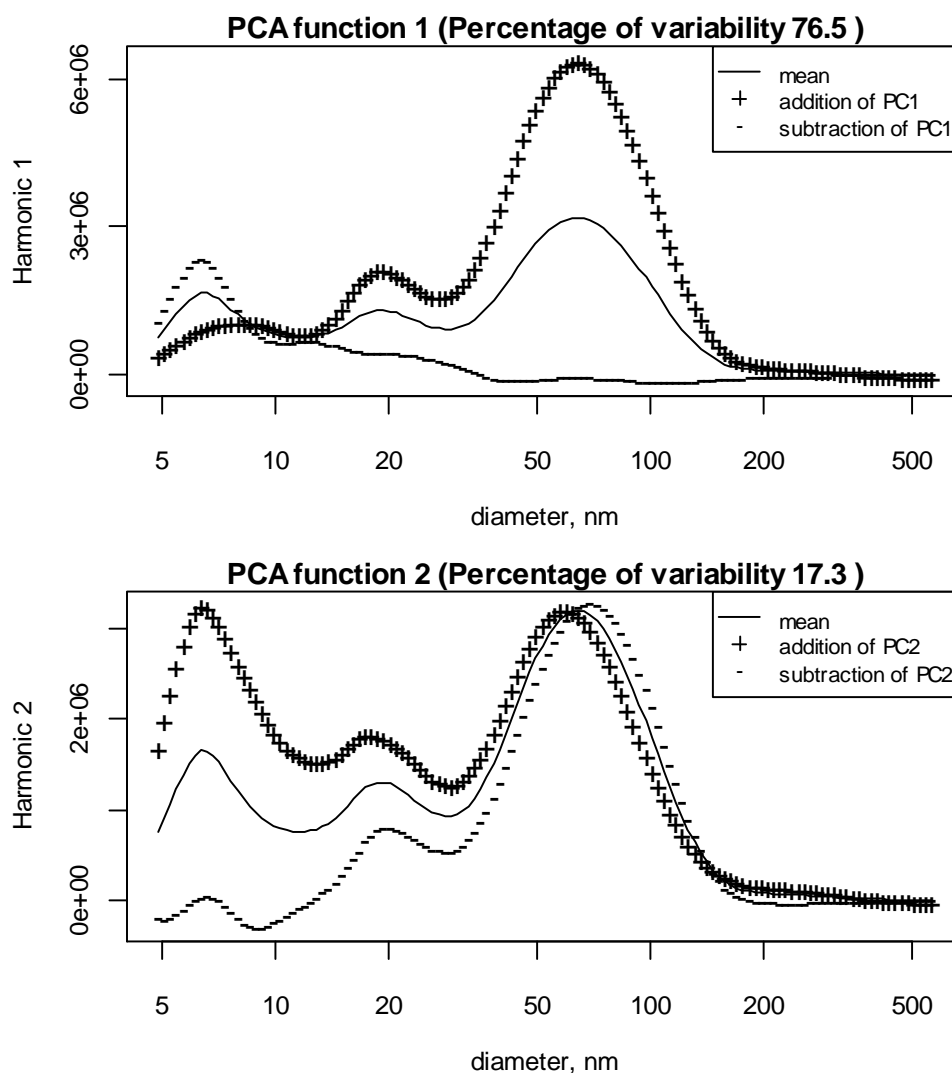 PCA function 1 (Percentage of variability 76.5 )
Harmonic 1
6e+06
3e+06
0e+00
mean
+ addition of PC1
- subtraction of PC1
5 10 20 50 100 200 500
diameter, nm
PCA function 2 (Percentage of variability 17.3 )
Harmonic 2
2e+06
0e+00
mean
+ addition of PC2
- subtraction of PC2
5 10 20 50 100 200 500
diameter, nm